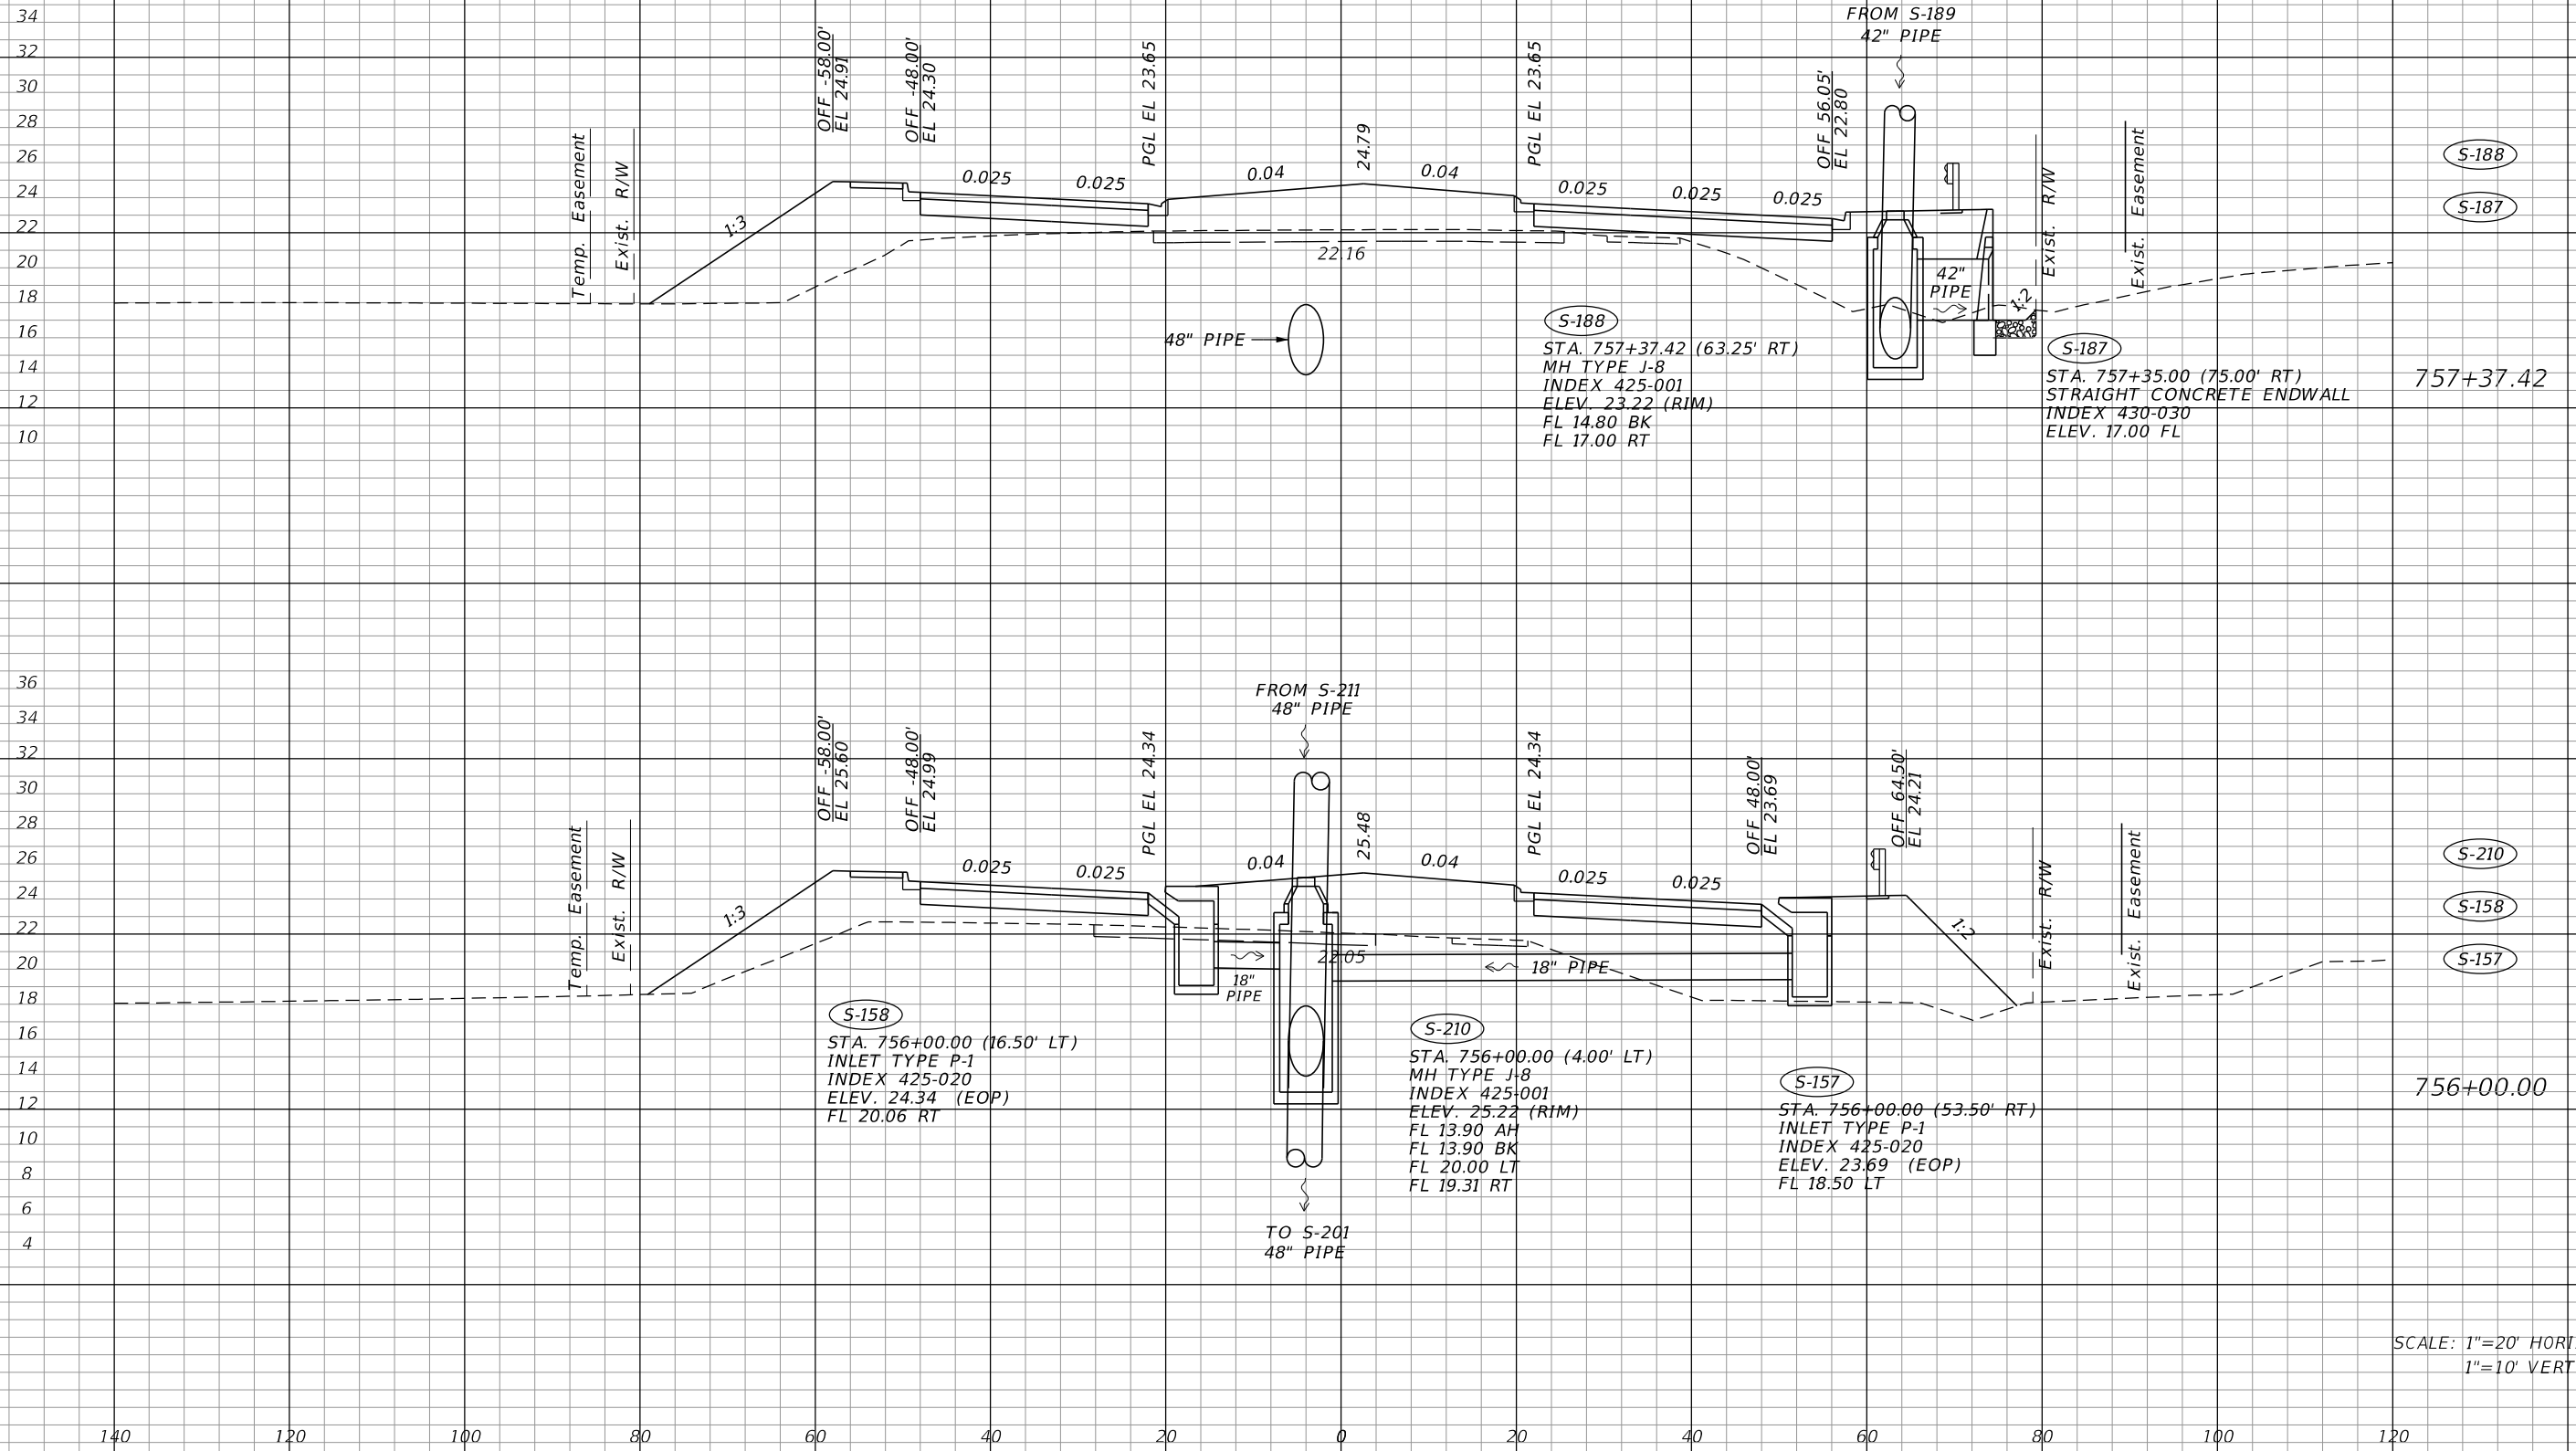 34
32
30
28
26
24
22
20
18
16
14
12
10
FROM S-189
42" PIPE
OFF -58.00'
EL 24.91
OFF -48.00'
EL 24.30
PGL EL 23.65
24.79
PGL EL 23.65
OFF 56.05'
EL 22.80
Temp. Easement
Exist. R/W
1:3
0.025
0.025
0.04
0.04
0.025
0.025
0.025
22.16
48" PIPE
42"
PIPE
1:2
Exist. R/W
Exist. Easement
S-188
S-187
S-188
STA. 757+37.42 (63.25' RT)
MH TYPE J-8
INDEX 425-001
ELEV. 23.22 (RIM)
FL 14.80 BK
FL 17.00 RT
S-187
STA. 757+35.00 (75.00' RT)
STRAIGHT CONCRETE ENDWALL
INDEX 430-030
ELEV. 17.00 FL
757+37.42
36
34
32
30
28
26
24
22
20
18
16
14
12
10
8
6
4
FROM S-211
48" PIPE
OFF -58.00'
EL 25.60
OFF -48.00'
EL 24.99
PGL EL 24.34
25.48
PGL EL 24.34
OFF 48.00'
EL 23.69
OFF 64.50'
EL 24.21
Temp. Easement
Exist. R/W
1:3
0.025
0.025
0.04
0.04
0.025
0.025
22.05
18"
PIPE
18" PIPE
1:2
Exist. R/W
Exist. Easement
S-210
S-158
S-157
S-158
STA. 756+00.00 (16.50' LT)
INLET TYPE P-1
INDEX 425-020
ELEV. 24.34 (EOP)
FL 20.06 RT
S-210
STA. 756+00.00 (4.00' LT)
MH TYPE J-8
INDEX 425-001
ELEV. 25.22 (RIM)
FL 13.90 AH
FL 13.90 BK
FL 20.00 LT
FL 19.31 RT
S-157
STA. 756+00.00 (53.50' RT)
INLET TYPE P-1
INDEX 425-020
ELEV. 23.69 (EOP)
FL 18.50 LT
756+00.00
TO S-201
48" PIPE
SCALE: 1"=20' HORI
1"=10' VERT
140
120
100
80
60
40
20
0
20
40
60
80
100
120